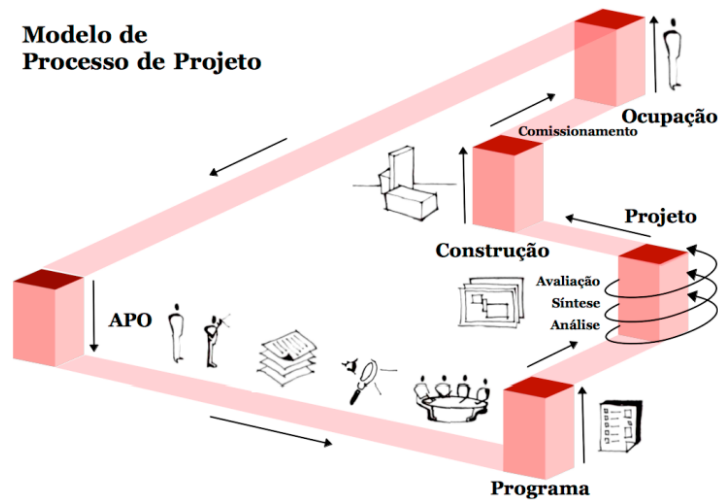 Modelo de
Processo de Projeto
Ocupação
Comissionamento
Projeto
Construção
Avaliação
Síntese
Análise
APO
Programa